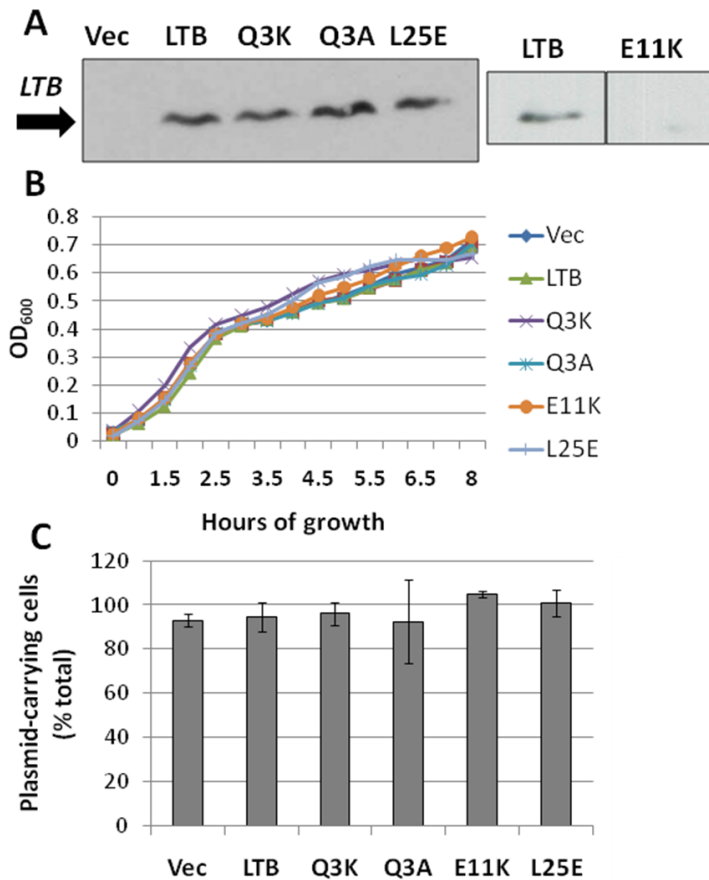 A
Vec LTB Q3K Q3A L25E
LTB E11K
LTB
B
0.8
0.7
0.6
0.5
0.4
0.3
0.2
0.1
0
OD600
0 1.5 2.5 3.5 4.5 5.5 6.5 8
Hours of growth
Vec
LTB
Q3K
Q3A
E11K
L25E
C
120
100
80
60
40
20
0
Plasmid-carrying cells
(% total)
Vec LTB Q3K Q3A E11K L25E